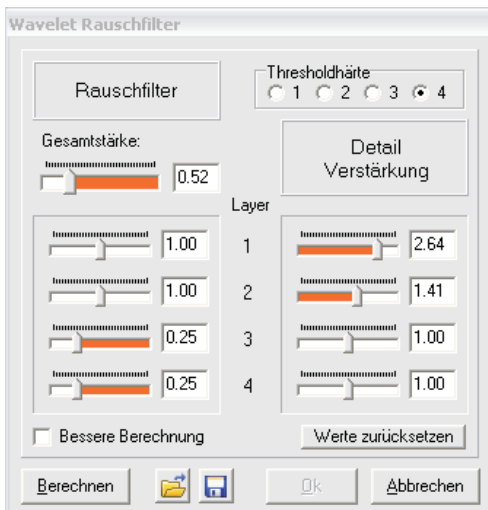 Wavelet Rauschfilter
Rauschfilter
Thresholdhärte
1 2 3 4
Gesamtstärke:
0.52
Detail
Verstärkung
Layer
1.00 1 2.64
1.00 2 1.41
0.25 3 1.00
0.25 4 1.00
Bessere Berechnung
Werte zurücksetzen
Berechnen
Ok
Abbrechen